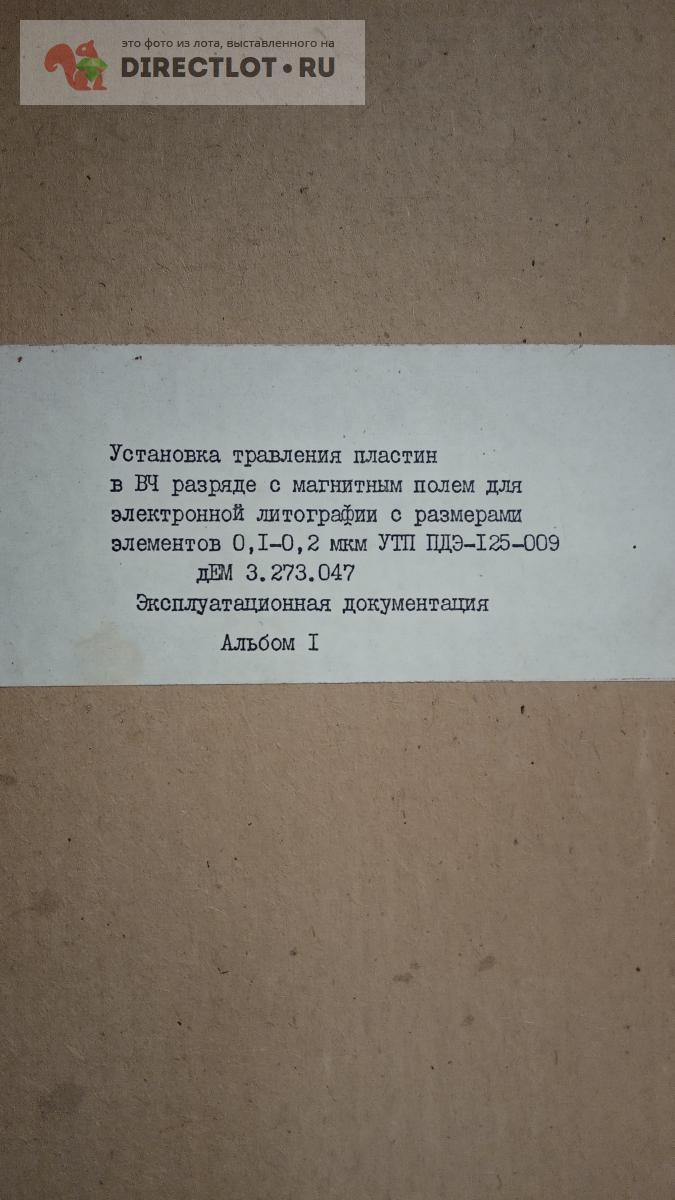 это фото из лота, выставленного на
DIRECTLOT•RU
Установка травления пластин
в ВЧ разряде с магнитным полем для
электронной литографии с размерами
элементов 0,I-0,2 мкм УТП ПДЭ-I25-009
дЕМ 3.273.047
Эксплуатационная документация
Альбом I